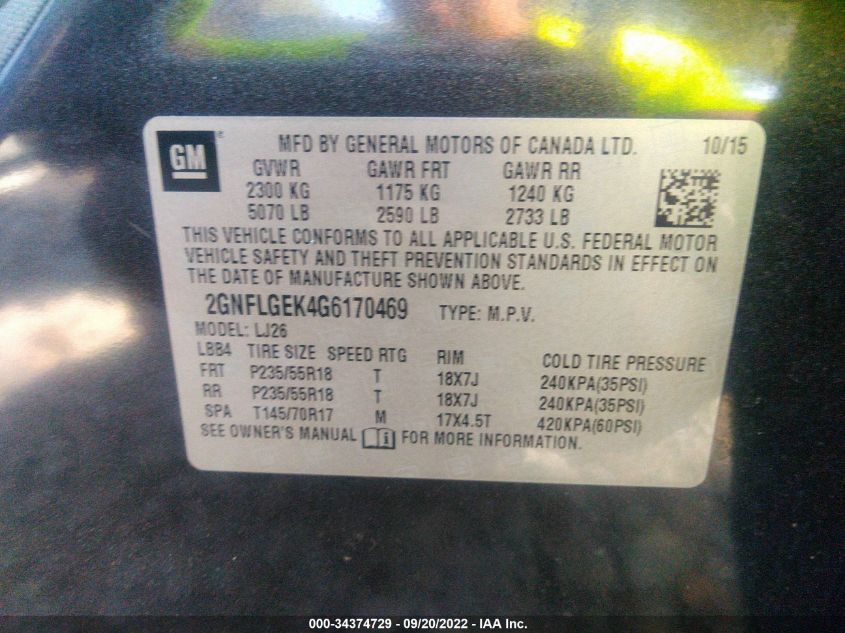 GM
MFD BY GENERAL MOTORS OF CANADA LTD. 10/15
GVWR GAWR FRT GAWR RR
2300 KG 1175 KG 1240 KG
5070 LB 2590 LB 2733 LB
THIS VEHICLE CONFORMS TO ALL APPLICABLE U.S. FEDERAL MOTOR
VEHICLE SAFETY AND THEFT PREVENTION STANDARDS IN EFFECT ON
THE DATE OF MANUFACTURE SHOWN ABOVE.
2GNFLGEK4G6170469 TYPE: M.P.V.
MODEL: LJ26
LBB4 TIRE SIZE SPEED RTG RIM COLD TIRE PRESSURE
FRT P235/55R18 T 18X7J 240KPA(35PSI)
RR P235/55R18 T 18X7J 240KPA(35PSI)
SPA T145/70R17 M 17X4.5T 420KPA(60PSI)
SEE OWNER'S MANUAL i FOR MORE INFORMATION.
000-34374729 - 09/20/2022 - IAA Inc.